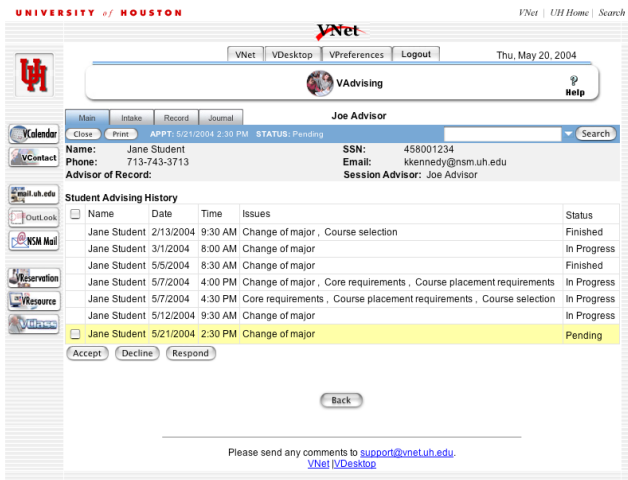 UNIVERSITY of HOUSTON VNet | UH Home | Search
VNet
VNet VDesktop VPreferences Logout Thu, May 20, 2004
VAdvising ? Help
Main Intake Record Journal Joe Advisor
Close Print APPT: 5/21/2004 2:30 PM STATUS: Pending Search
Name: Jane Student SSN: 458001234
Phone: 713-743-3713 Email: kkennedy@nsm.uh.edu
Advisor of Record: Session Advisor: Joe Advisor
Student Advising History
Name Date Time Issues Status
Jane Student 2/13/2004 9:30 AM Change of major , Course selection Finished
Jane Student 3/1/2004 8:00 AM Change of major In Progress
Jane Student 5/5/2004 8:30 AM Change of major Finished
Jane Student 5/7/2004 4:00 PM Change of major , Core requirements , Course placement requirements In Progress
Jane Student 5/7/2004 4:30 PM Core requirements , Course placement requirements , Course selection In Progress
Jane Student 5/12/2004 9:30 AM Change of major In Progress
Jane Student 5/21/2004 2:30 PM Change of major Pending
Accept Decline Respond
Back
Please send any comments to support@vnet.uh.edu.
VNet |VDesktop
VCalendar
VContact
mail.uh.edu
OutLook
NSM Mail
VReservation
VResource
VClass